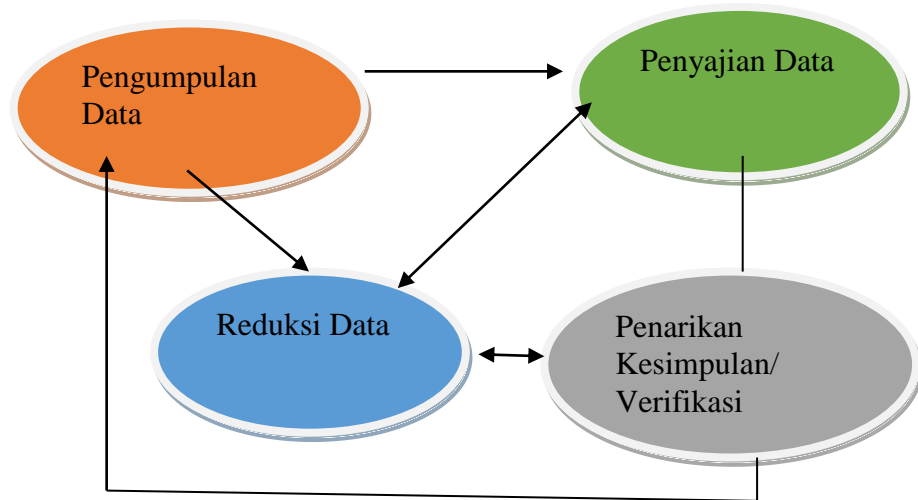 Pengumpulan
Data
Penyajian Data
Reduksi Data
Penarikan
Kesimpulan/
Verifikasi